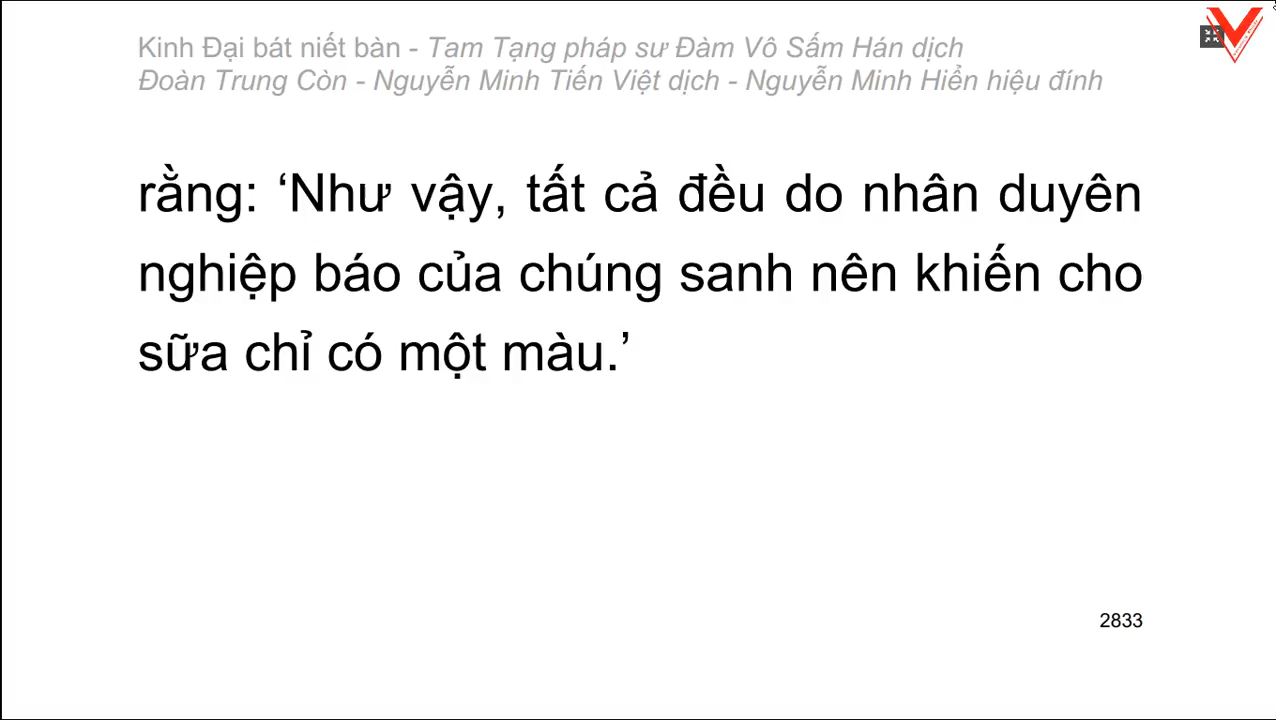 Kinh Đại bát niết bàn - Tam Tạng pháp sư Đàm Vô Sấm Hán dịch
Đoàn Trung Còn - Nguyễn Minh Tiến Việt dịch - Nguyễn Minh Hiển hiệu đính
rằng: ‘Như vậy, tất cả đều do nhân duyên
nghiệp báo của chúng sanh nên khiến cho
sữa chỉ có một màu.’
2833